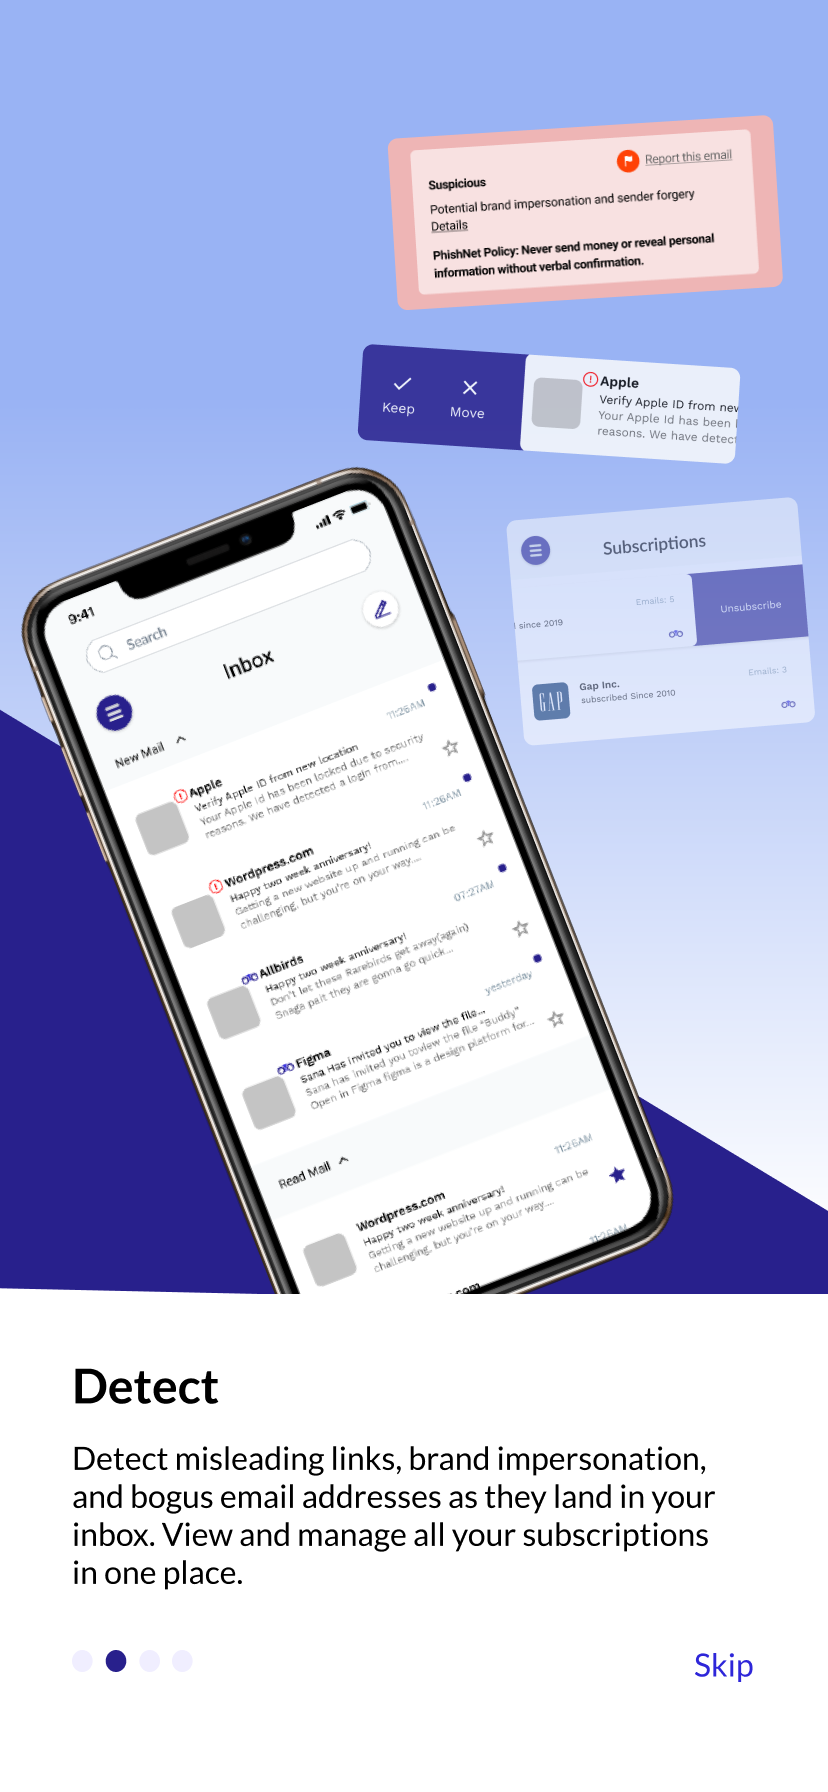 Report this email
Suspicious
Potential brand impersonation and sender forgery
Details
PhishNet Policy: Never send money or reveal personal
information without verbal confirmation.
Keep
Move
Apple
Verify Apple ID from new
Your Apple Id has been
reasons. We have detect
Subscriptions
Emails: 5
since 2019
Unsubscribe
GAP
Gap Inc.
subscribed Since 2010
Emails: 3
9:41
Search
Inbox
New Mail
11:26AM
Apple
Verify Apple ID from new location
Your Apple Id has been locked due to security
reasons. We have detected a login from....
11:26AM
Wordpress.com
Happy two week anniversary!
Getting a new website up and running can be
challenging, but you're on your way....
07:27AM
Allbirds
Happy two week anniversary!
Don't let these Rarebirds get away(again)
Snaga pait they are gonna go quick...
yesterday
Figma
Sana Has invited you to view the file...
Sana has invited you toview the file "Buddy"
Open in Figma figma is a design platform for...
Read Mail
11:26AM
Wordpress.com
Happy two week anniversary!
Getting a new website up and running can be
challenging, but you're on your way....
11:26AM
.com
Detect
Detect misleading links, brand impersonation,
and bogus email addresses as they land in your
inbox. View and manage all your subscriptions
in one place.
Skip